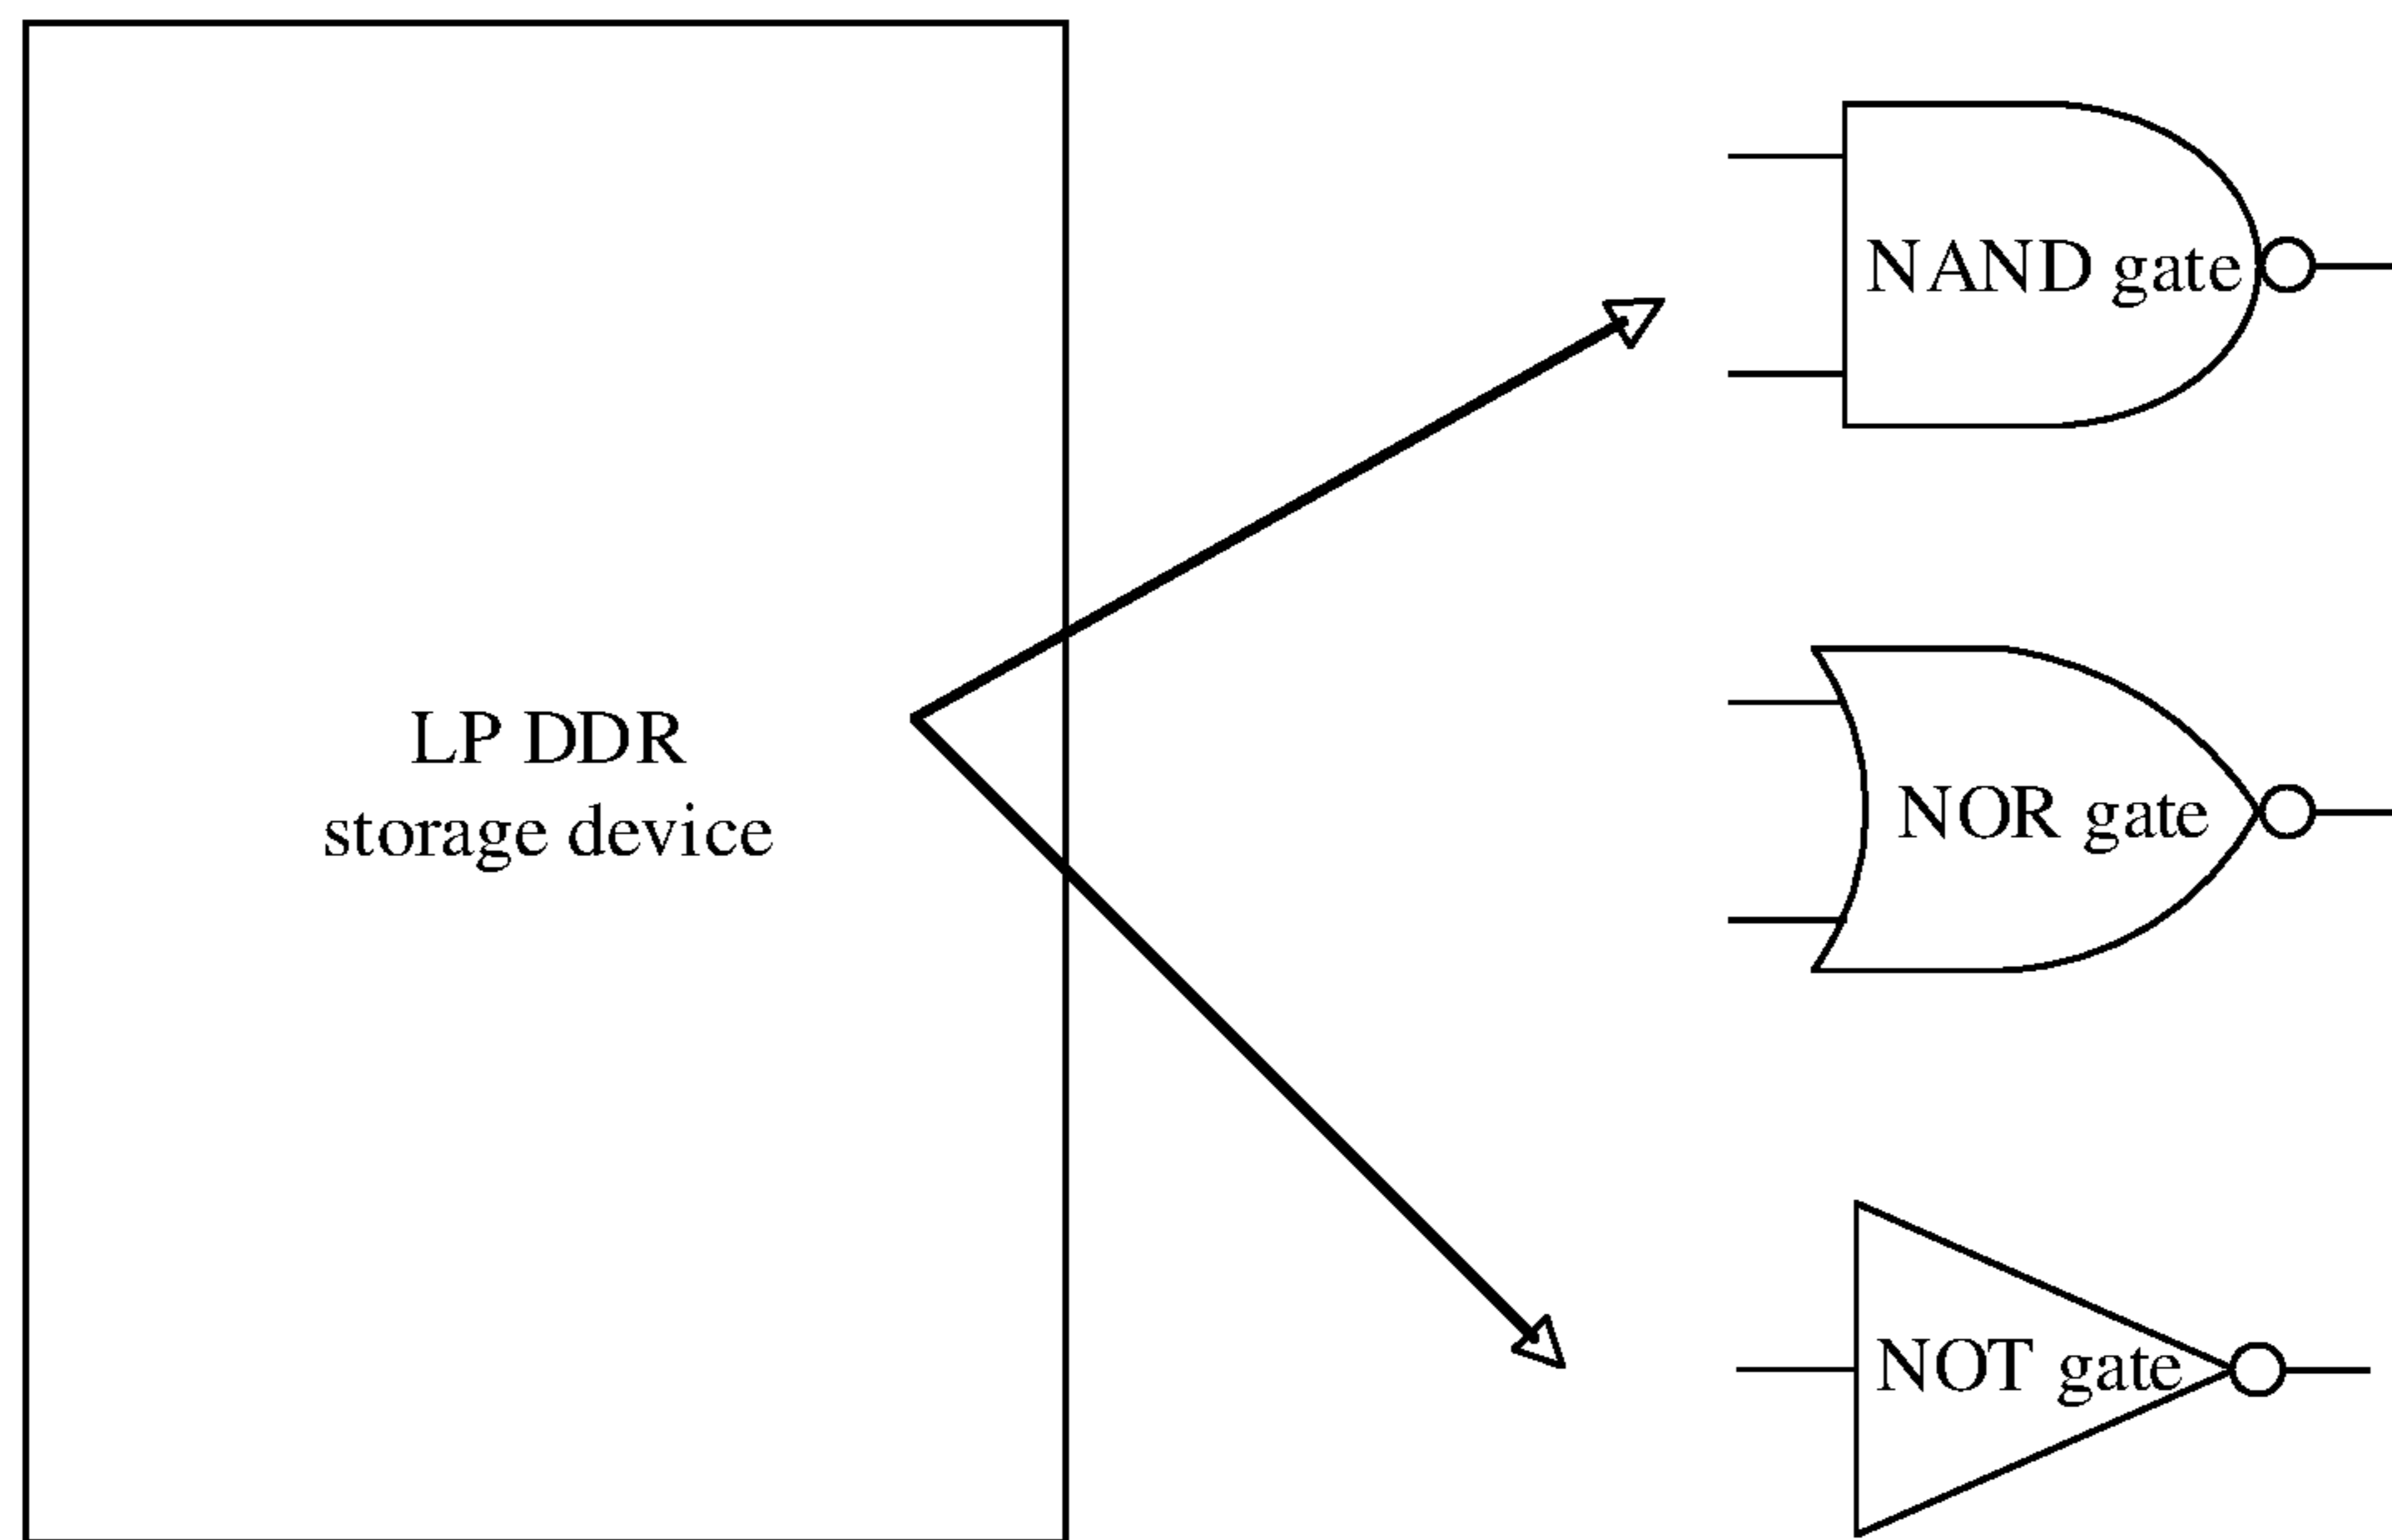 LP DDR
storage device
NAND gate
NOR gate
NOT gate